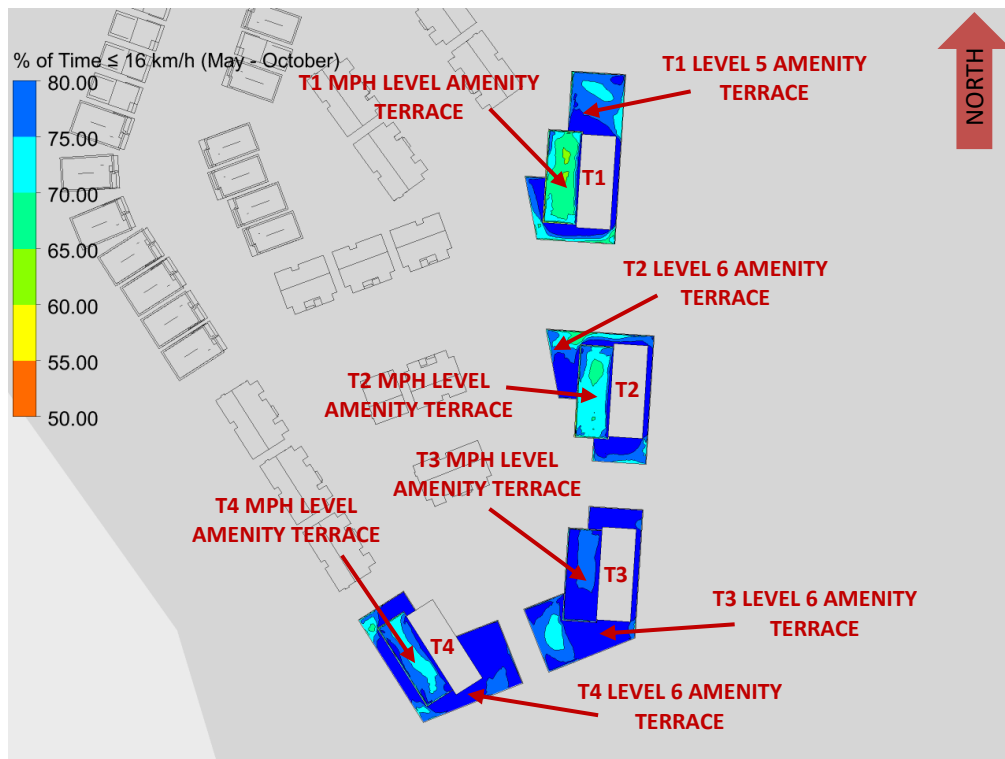 % of Time ≤ 16 km/h (May - October)
80.00
75.00
70.00
65.00
60.00
55.00
50.00
T1 MPH LEVEL AMENITY
TERRACE
T1 LEVEL 5 AMENITY
TERRACE
NORTH
T1
T2 LEVEL 6 AMENITY
TERRACE
T2 MPH LEVEL
AMENITY TERRACE
T2
T3 MPH LEVEL
AMENITY TERRACE
T4 MPH LEVEL
AMENITY TERRACE
T3
T3 LEVEL 6 AMENITY
TERRACE
T4
T4 LEVEL 6 AMENITY
TERRACE